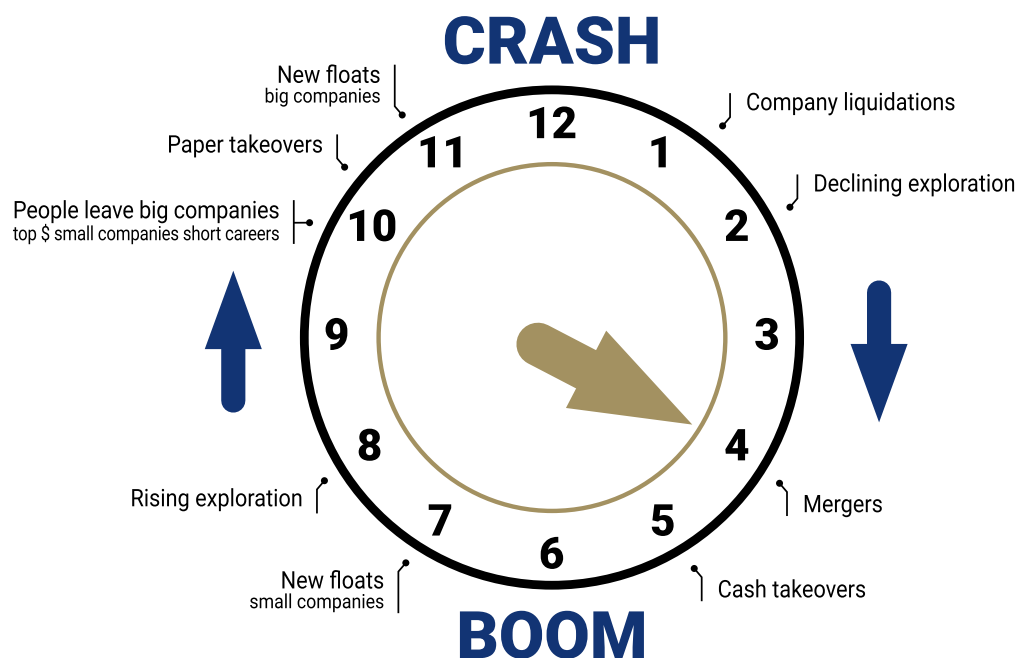 CRASH
New floats
big companies
Company liquidations
Paper takeovers
Declining exploration
People leave big companies
top $ small companies short careers
12
11
1
10
2
9
3
8
4
7
5
6
Rising exploration
Mergers
New floats
small companies
Cash takeovers
BOOM